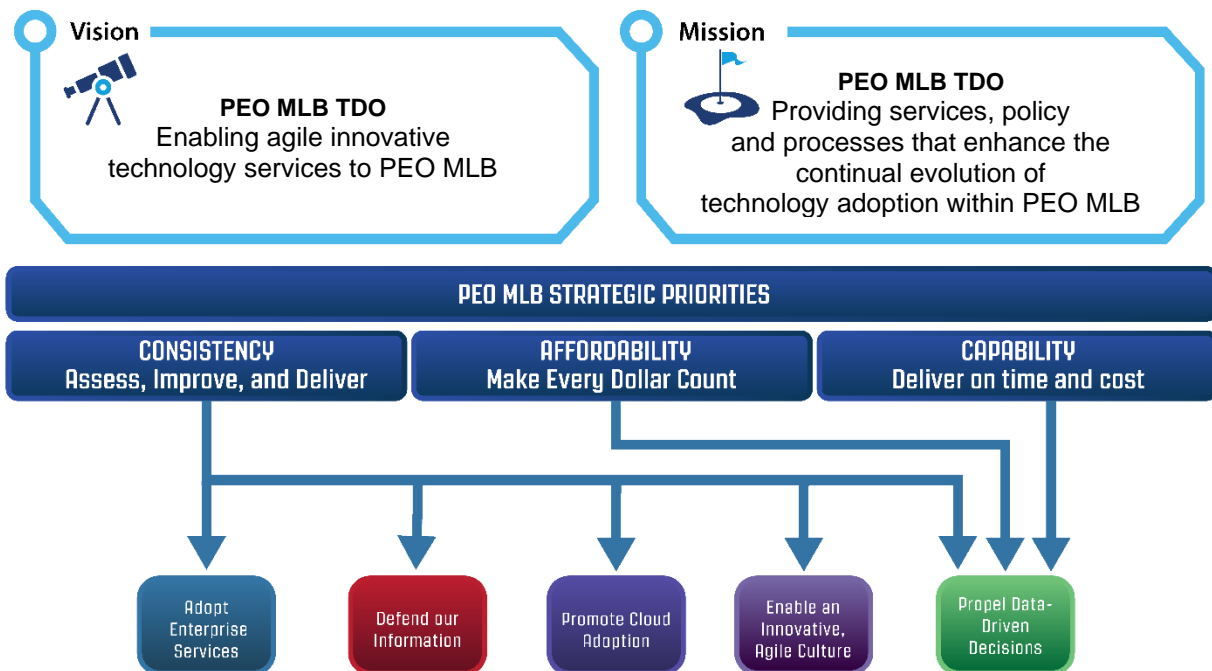 Vision
PEO MLB TDO
Enabling agile innovative
technology services to PEO MLB
Mission
PEO MLB TDO
Providing services, policy
and processes that enhance the
continual evolution of
technology adoption within PEO MLB
PEO MLB STRATEGIC PRIORITIES
CONSISTENCY
Assess, Improve, and Deliver
AFFORDABILITY
Make Every Dollar Count
CAPABILITY
Deliver on time and cost
Adopt
Enterprise
Services
Defend our
Information
Promote Cloud
Adoption
Enable an
Innovative,
Agile Culture
Propel Data-
Driven
Decisions